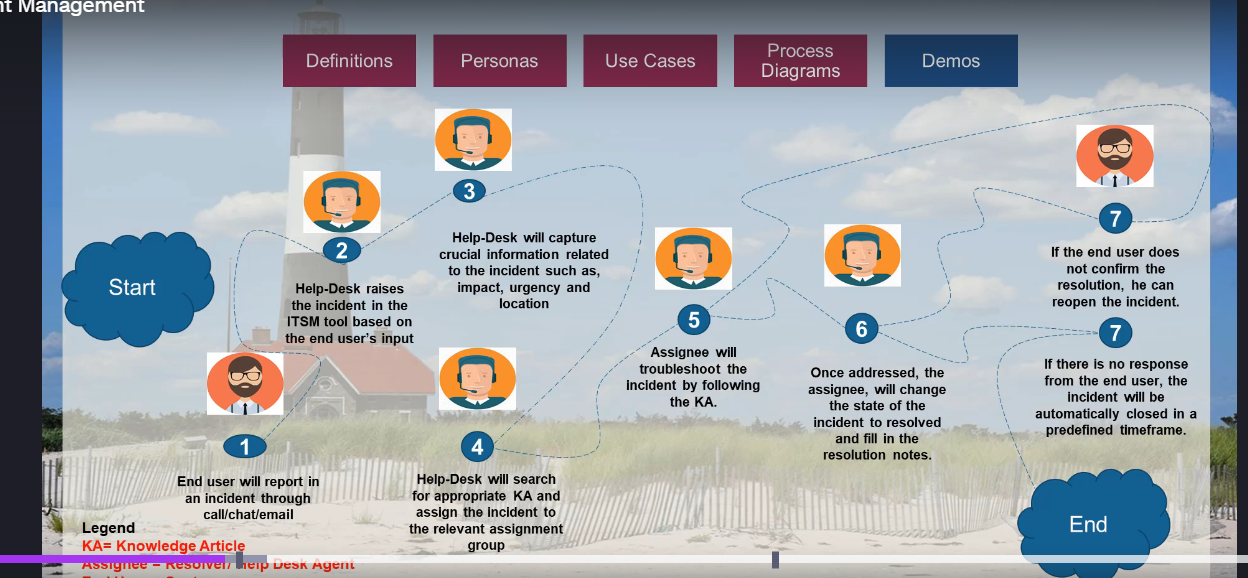 nt Management
Definitions
Personas
Use Cases
Process
Diagrams
Demos
Start
1
End user will report in
an incident through
call/chat/email
2
Help-Desk raises
the incident in the
ITSM tool based on
the end user's input
3
Help-Desk will capture
crucial information related
to the incident such as,
impact, urgency and
location
4
Help-Desk will search
for appropriate KA and
assign the incident to
the relevant assignment
group
5
Assignee will
troubleshoot the
incident by following
the KA.
6
Once addressed, the
assignee, will change
the state of the
incident to resolved
and fill in the
resolution notes.
7
If the end user does
not confirm the
resolution, he can
reopen the incident.
7
If there is no response
from the end user, the
incident will be
automatically closed in a
predefined timeframe.
End
Legend
KA= Knowledge Article
Assignee = Resolver/ Help Desk Agent